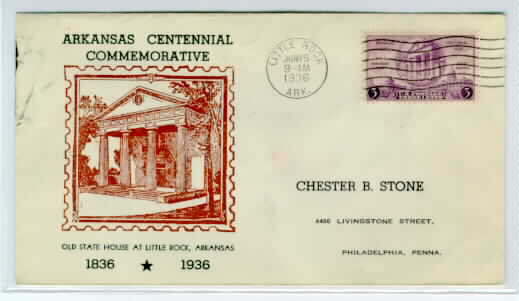 ARKANSAS CENTENNIAL
COMMEMORATIVE
OLD STATE HOUSE AT LITTLE ROCK, ARKANSAS
1836 ★ 1936
LITTLE ROCK
JUN 15
9-AM
1936
ARK.
3 3
CHESTER B. STONE
LIVINGSTONE STREET,
PHILADELPHIA, PENNA.